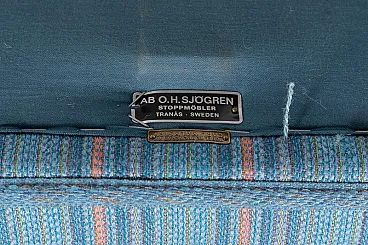 AB O.H.SJÖGREN
STOPPMÖBLER
TRANÅS - SWEDEN